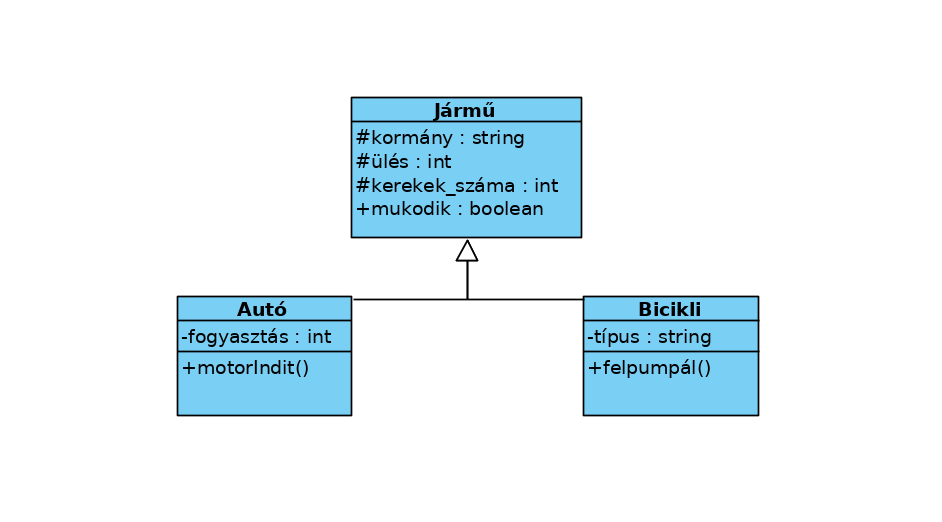 Jármű
#kormány : string
#ülés : int
#kerekek_száma : int
+mukodik : boolean
Autó
-fogyasztás : int
+motorIndit()
Bicikli
-típus : string
+felpumpál()